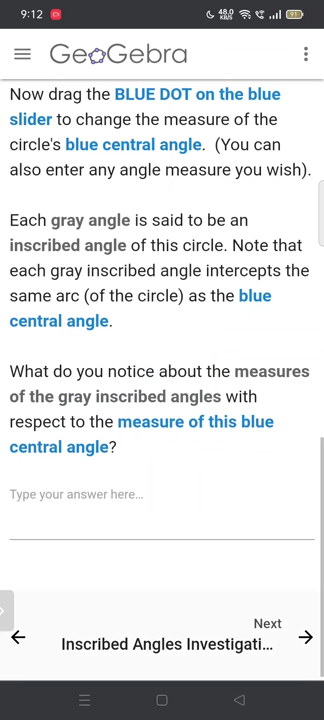 9:12
48.0 KB/S
91
GeoGebra
Now drag the BLUE DOT on the blue
slider to change the measure of the
circle's blue central angle. (You can
also enter any angle measure you wish).
Each gray angle is said to be an
inscribed angle of this circle. Note that
each gray inscribed angle intercepts the
same arc (of the circle) as the blue
central angle.
What do you notice about the measures
of the gray inscribed angles with
respect to the measure of this blue
central angle?
Type your answer here...
Next
Inscribed Angles Investigati...